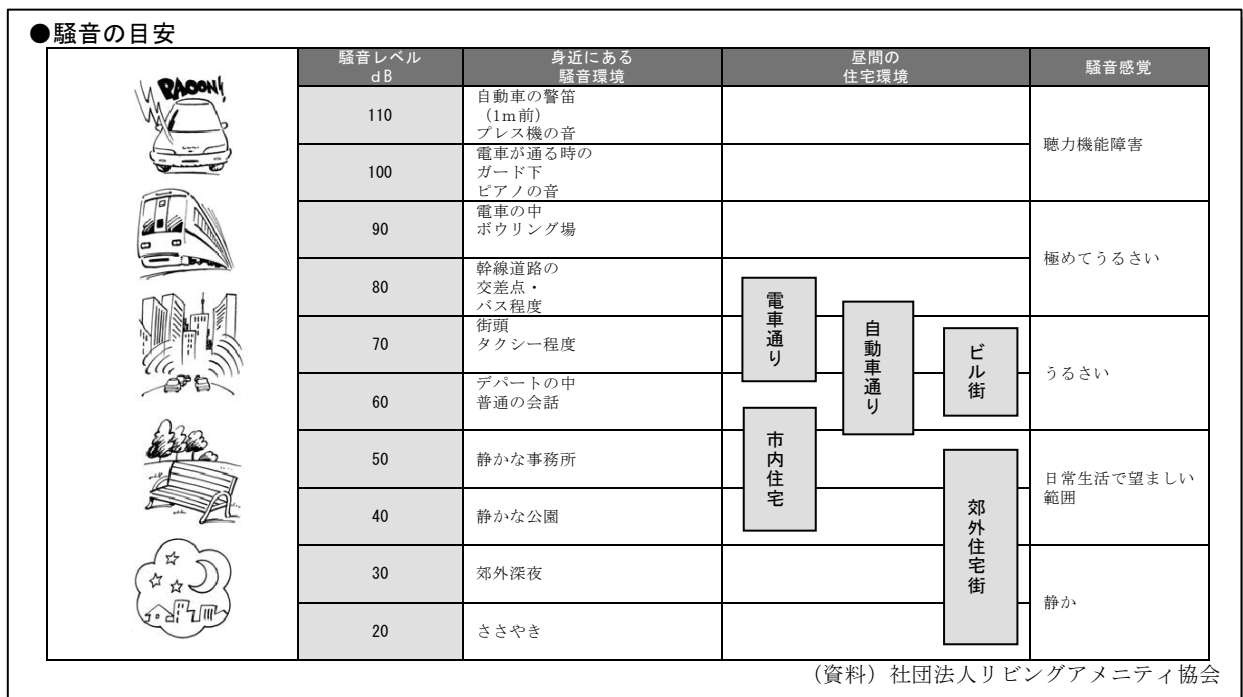 ●騒音の目安
騒音レベル
dB
身近にある
騒音環境
昼間の
住宅環境
騒音感覚
PAOON!
110
自動車の警笛
（1m前）
プレス機の音
聴力機能障害
100
電車が通る時の
ガード下
ピアノの音
90
電車の中
ボウリング場
極めてうるさい
80
幹線道路の
交差点・
バス程度
電車通り
自動車通り
ビル街
70
街頭
タクシー程度
うるさい
60
デパートの中
普通の会話
市内住宅
郊外住宅街
50
静かな事務所
日常生活で望ましい
範囲
40
静かな公園
30
郊外深夜
静か
20
ささやき
（資料）社団法人リビングアメニティ協会